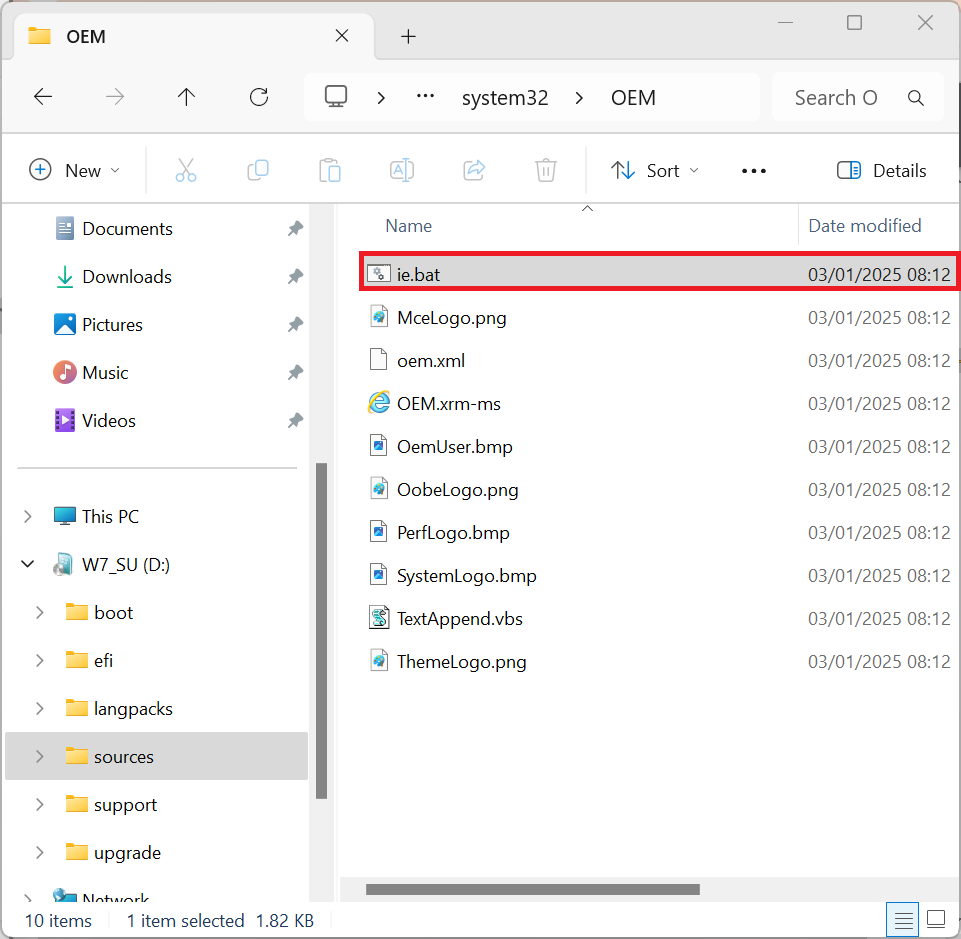 OEM
system32 OEM Search O
New Sort Details
Documents
Downloads
Pictures
Music
Videos
This PC
W7_SU (D:)
boot
efi
langpacks
sources
support
upgrade
Network
Name Date modified
ie.bat 03/01/2025 08:12
MceLogo.png 03/01/2025 08:12
oem.xml 03/01/2025 08:12
OEM.xrm-ms 03/01/2025 08:12
OemUser.bmp 03/01/2025 08:12
OobeLogo.png 03/01/2025 08:12
PerfLogo.bmp 03/01/2025 08:12
SystemLogo.bmp 03/01/2025 08:12
TextAppend.vbs 03/01/2025 08:12
ThemeLogo.png 03/01/2025 08:12
10 items 1 item selected 1.82 KB